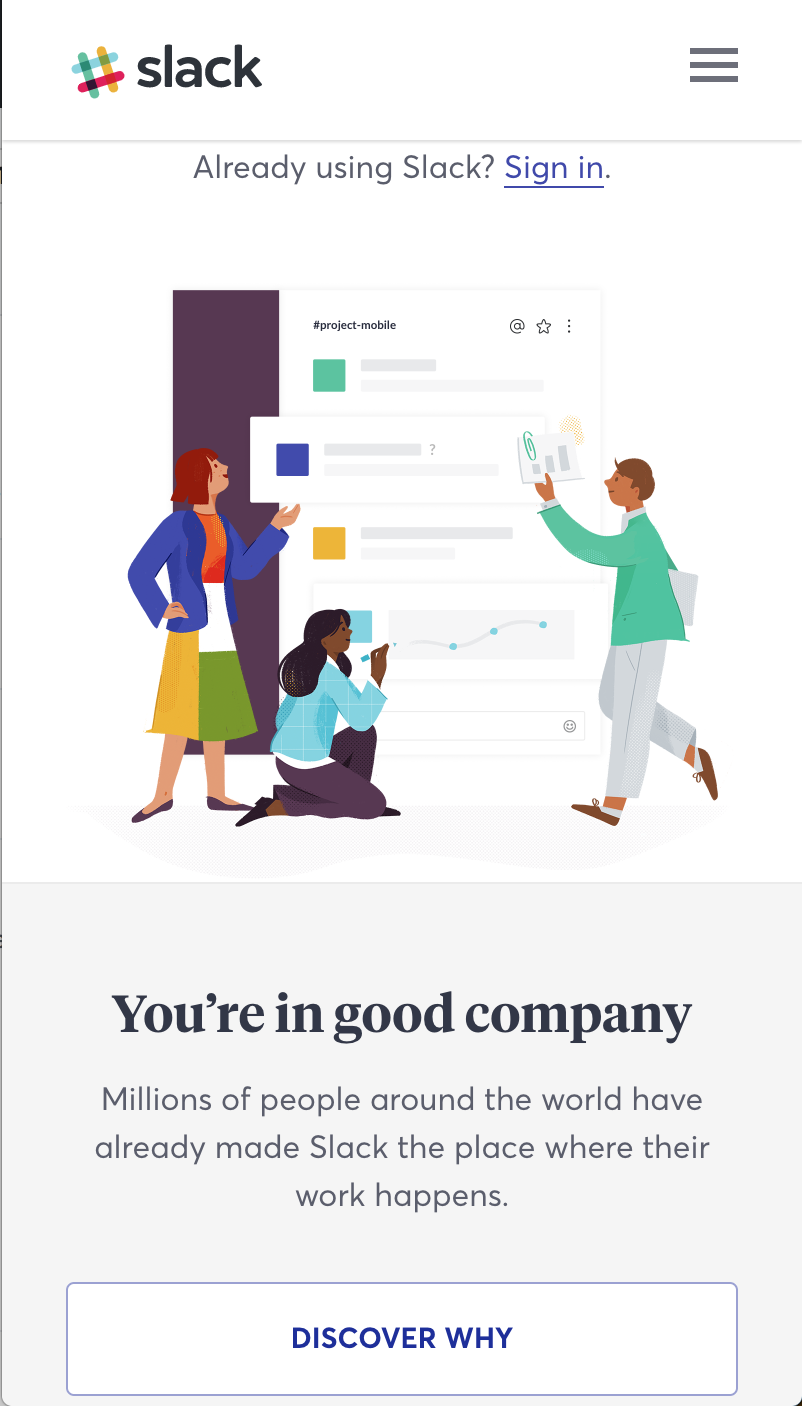 slack
Already using Slack? Sign in.
#project-mobile
?
You’re in good company
Millions of people around the world have
already made Slack the place where their
work happens.
DISCOVER WHY